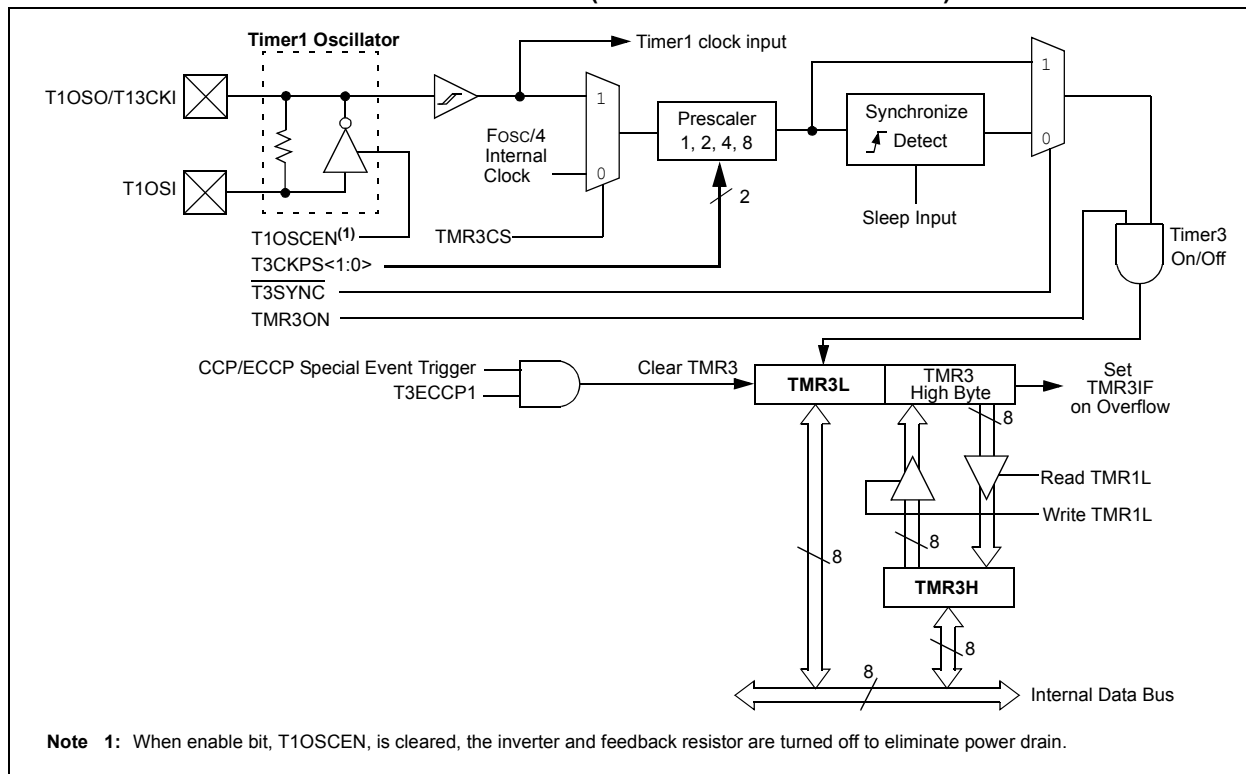 Timer1 Oscillator
Timer1 clock input
T1OSO/T13CKI
1
1
FOSC/4
Internal
Clock
Prescaler
1, 2, 4, 8
Synchronize
Detect
0
0
T1OSI
2
Sleep Input
T1OSCEN(1)
TMR3CS
Timer3
On/Off
T3CKPS<1:0>
T3SYNC
TMR3ON
CCP/ECCP Special Event Trigger
T3ECCP1
Clear TMR3
TMR3L
TMR3
High Byte
Set
TMR3IF
on Overflow
8
Read TMR1L
Write TMR1L
8
8
TMR3H
8
8
Internal Data Bus
Note 1: When enable bit, T1OSCEN, is cleared, the inverter and feedback resistor are turned off to eliminate power drain.